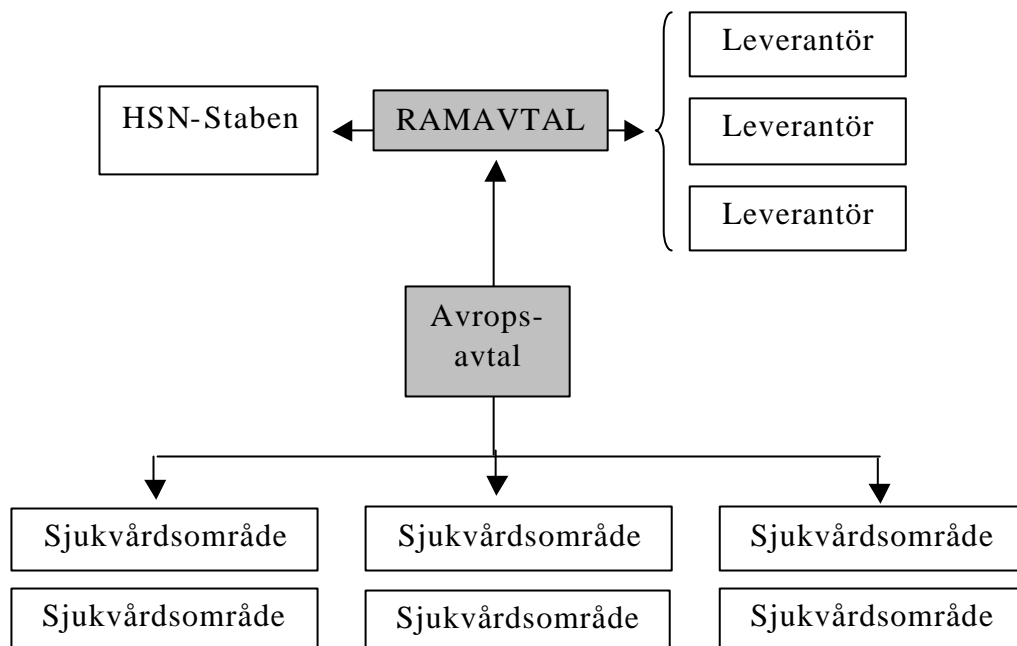 Leverantör
HSN-Staben
RAMAVTAL
Leverantör
Leverantör
Avrops-
avtal
Sjukvårdsområde
Sjukvårdsområde
Sjukvårdsområde
Sjukvårdsområde
Sjukvårdsområde
Sjukvårdsområde